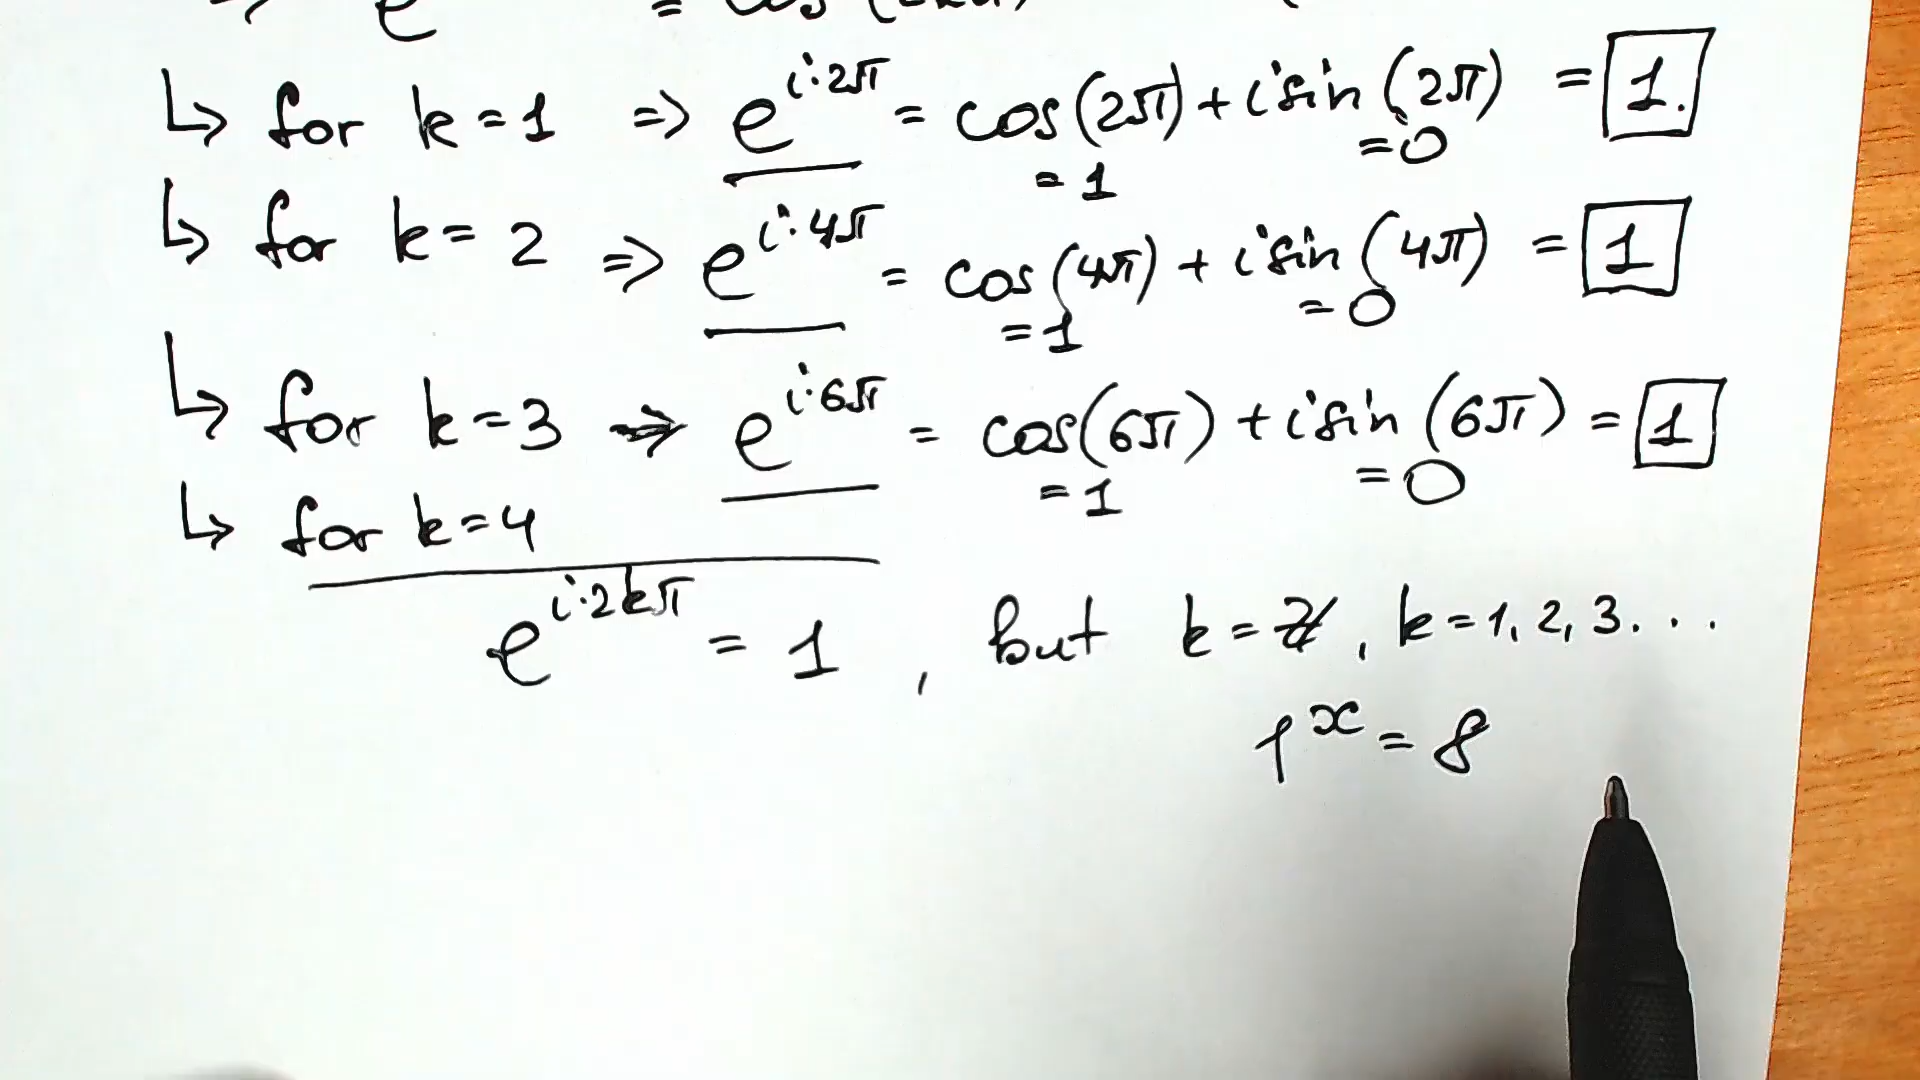 ⇒ e = cos(2kπ)
↳ for k=1 => e^{i·2π} = cos(2π) + i sin(2π) = 1.
=1 =0
↳ for k=2 => e^{i·4π} = cos(4π) + i sin(4π) = 1
=1 =0
↳ for k=3 => e^{i·6π} = cos(6π) + i sin(6π) = 1
=1 =0
↳ for k=4
e^{i·2kπ} = 1, but k=ℤ, k=1,2,3...
1^x = 8